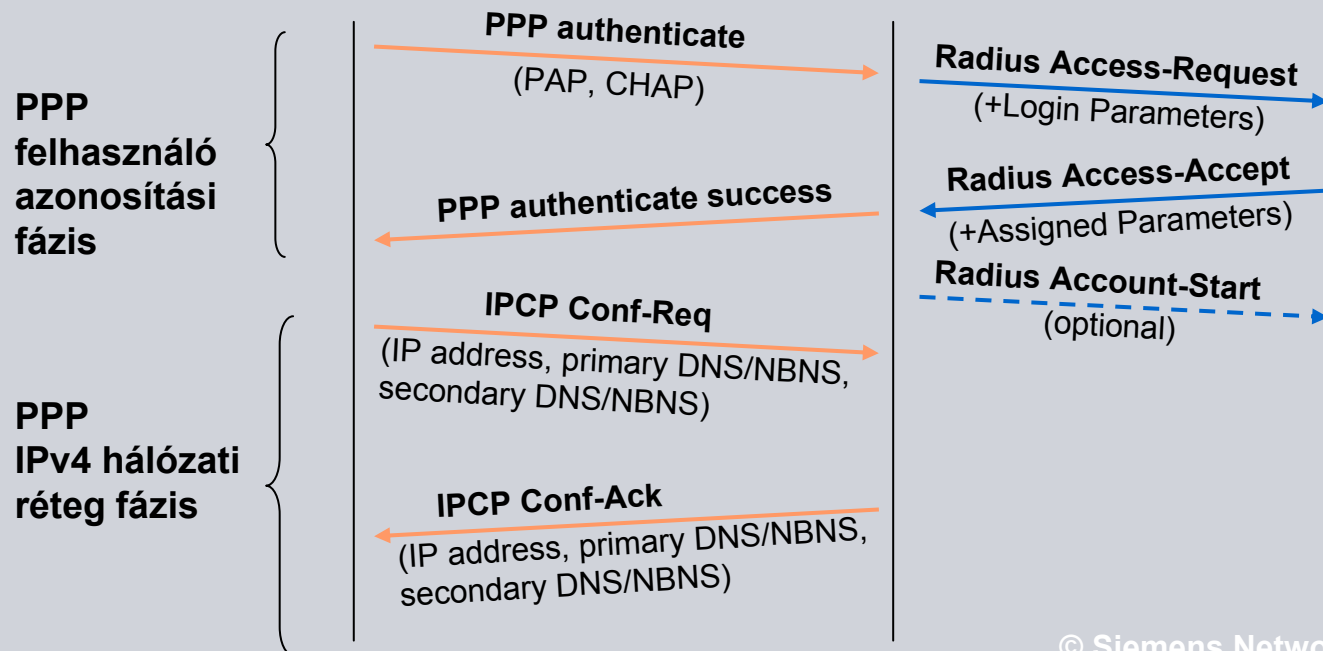 PPP
felhasználó
azonosítási
fázis
PPP authenticate
(PAP, CHAP)
Radius Access-Request
(+Login Parameters)
Radius Access-Accept
(+Assigned Parameters)
PPP authenticate success
Radius Account-Start
(optional)
PPP
IPv4 hálózati
réteg fázis
IPCP Conf-Req
(IP address, primary DNS/NBNS,
secondary DNS/NBNS)
IPCP Conf-Ack
(IP address, primary DNS/NBNS,
secondary DNS/NBNS)
© Siemens